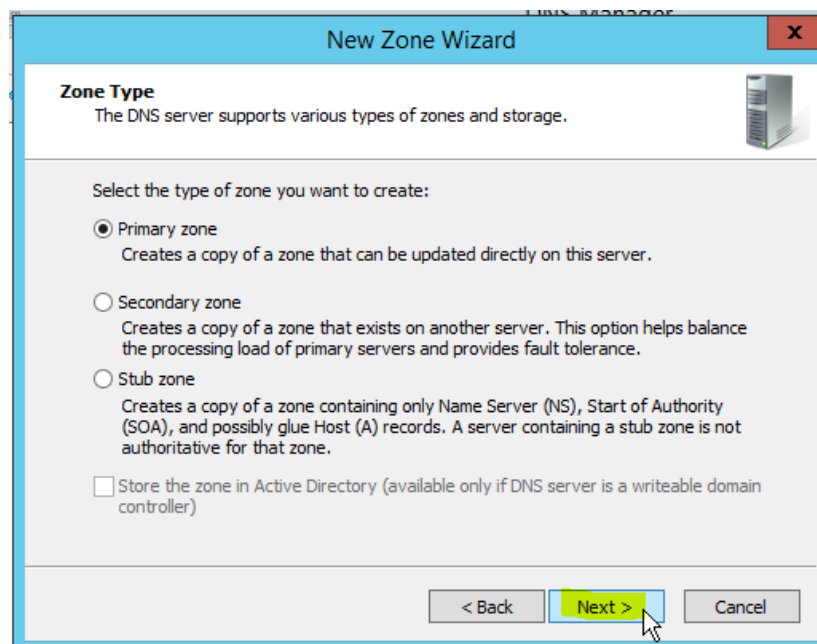 DNS Manager
New Zone Wizard
X
Zone Type
The DNS server supports various types of zones and storage.
Select the type of zone you want to create:
Primary zone
Creates a copy of a zone that can be updated directly on this server.
Secondary zone
Creates a copy of a zone that exists on another server. This option helps balance
the processing load of primary servers and provides fault tolerance.
Stub zone
Creates a copy of a zone containing only Name Server (NS), Start of Authority
(SOA), and possibly glue Host (A) records. A server containing a stub zone is not
authoritative for that zone.
Store the zone in Active Directory (available only if DNS server is a writeable domain
controller)
< Back Next > Cancel